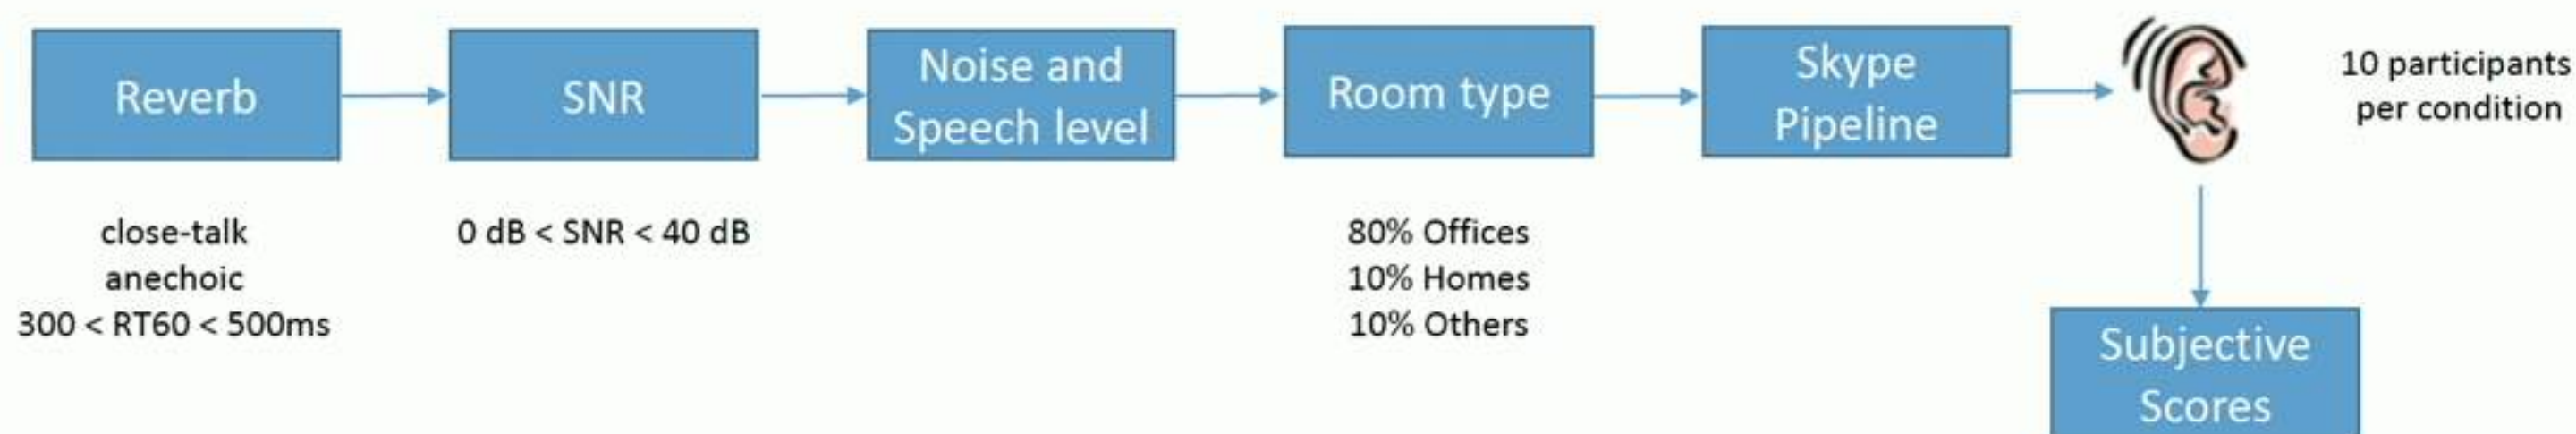 Reverb
close-talk
anechoic
300 < RT60 < 500ms
SNR
0 dB < SNR < 40 dB
Noise and
Speech level
Room type
80% Offices
10% Homes
10% Others
Skype
Pipeline
10 participants
per condition
Subjective
Scores